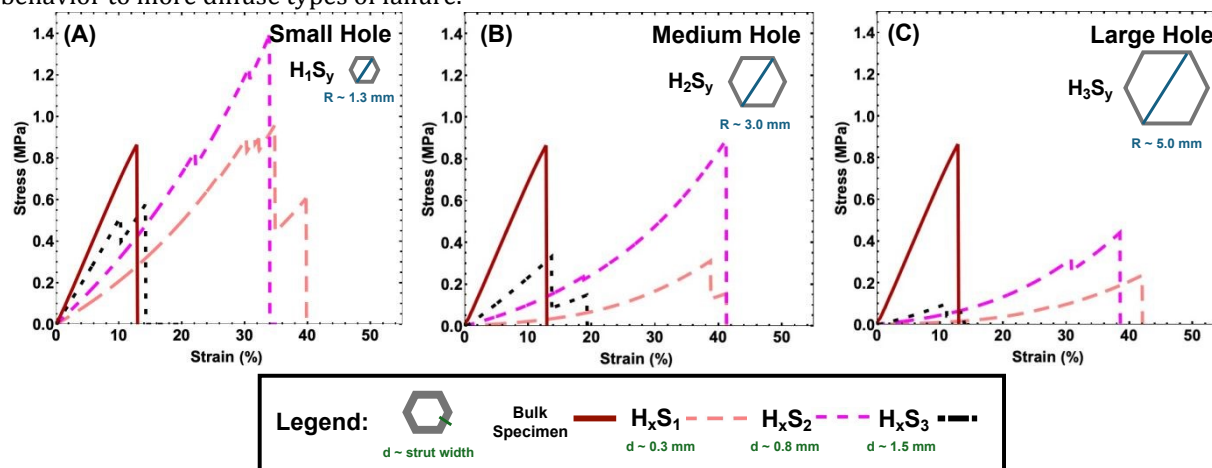 behavior to more diffuse types of failure.
(A)
Small Hole
H₁Sᵧ
R ~ 1.3 mm
Stress (MPa)
1.4
1.2
1.0
0.8
0.6
0.4
0.2
0.0
0 10 20 30 40 50
Strain (%)
(B)
Medium Hole
H₂Sᵧ
R ~ 3.0 mm
Stress (MPa)
1.4
1.2
1.0
0.8
0.6
0.4
0.2
0.0
0 10 20 30 40 50
Strain (%)
(C)
Large Hole
H₃Sᵧ
R ~ 5.0 mm
Stress (MPa)
1.4
1.2
1.0
0.8
0.6
0.4
0.2
0.0
0 10 20 30 40 50
Strain (%)
Legend:
d ~ strut width
Bulk
Specimen
HₓS₁
d ~ 0.3 mm
HₓS₂
d ~ 0.8 mm
HₓS₃
d ~ 1.5 mm